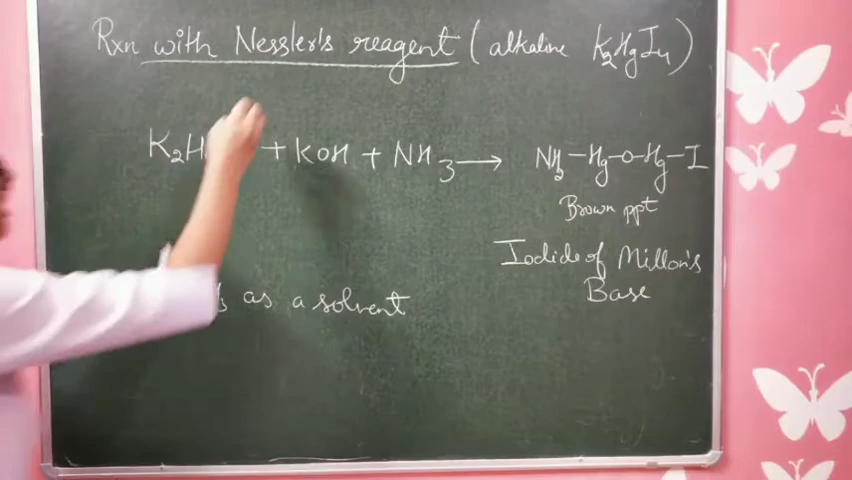 Rxn with Nessler's reagent (alkaline K₂HgI₄)
+ KOH + NH₃ ⟶ NH₂-Hg-O-Hg-I
Brown ppt
Iodide of Millon's
Base
as a solvent